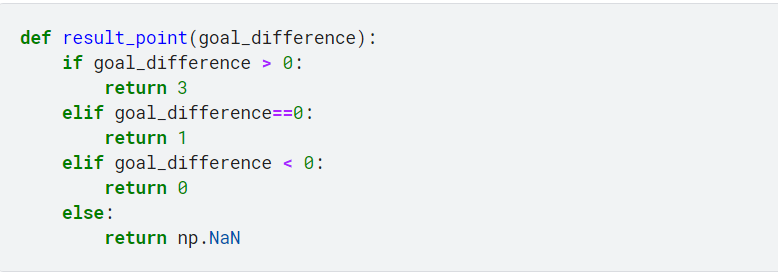 def result_point(goal_difference):
    if goal_difference > 0:
        return 3
    elif goal_difference==0:
        return 1
    elif goal_difference < 0:
        return 0
    else:
        return np.NaN